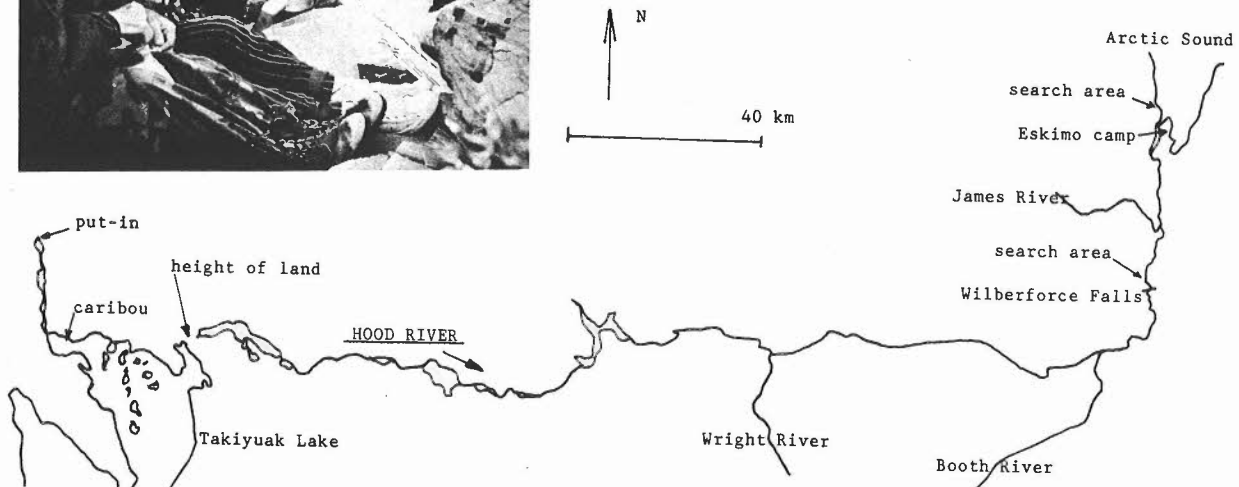 N
Arctic Sound
search area
40 km
Eskimo camp
James River
put-in
search area
height of land
Wilberforce Falls
caribou
HOOD RIVER
Takiyuak Lake
Wright River
Booth River